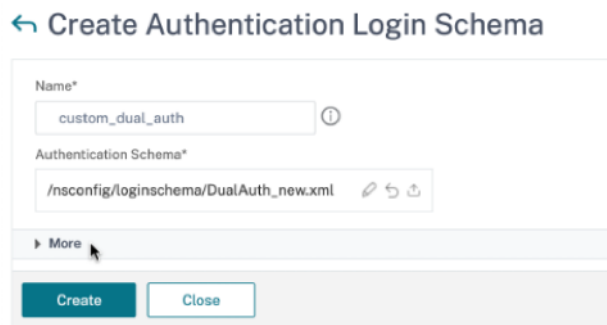 Create Authentication Login Schema
Name*
custom_dual_auth
Authentication Schema*
/nsconfig/loginschema/DualAuth_new.xml
More
Create Close